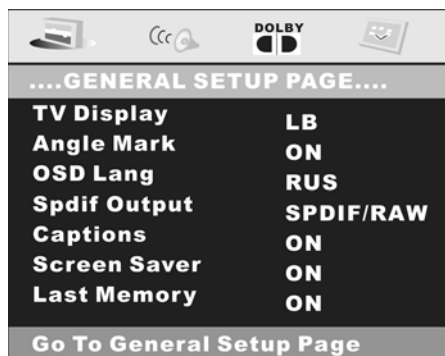 DOLBY
....GENERAL SETUP PAGE....
TV Display LB
Angle Mark ON
OSD Lang RUS
Spdif Output SPDIF/RAW
Captions ON
Screen Saver ON
Last Memory ON
Go To General Setup Page